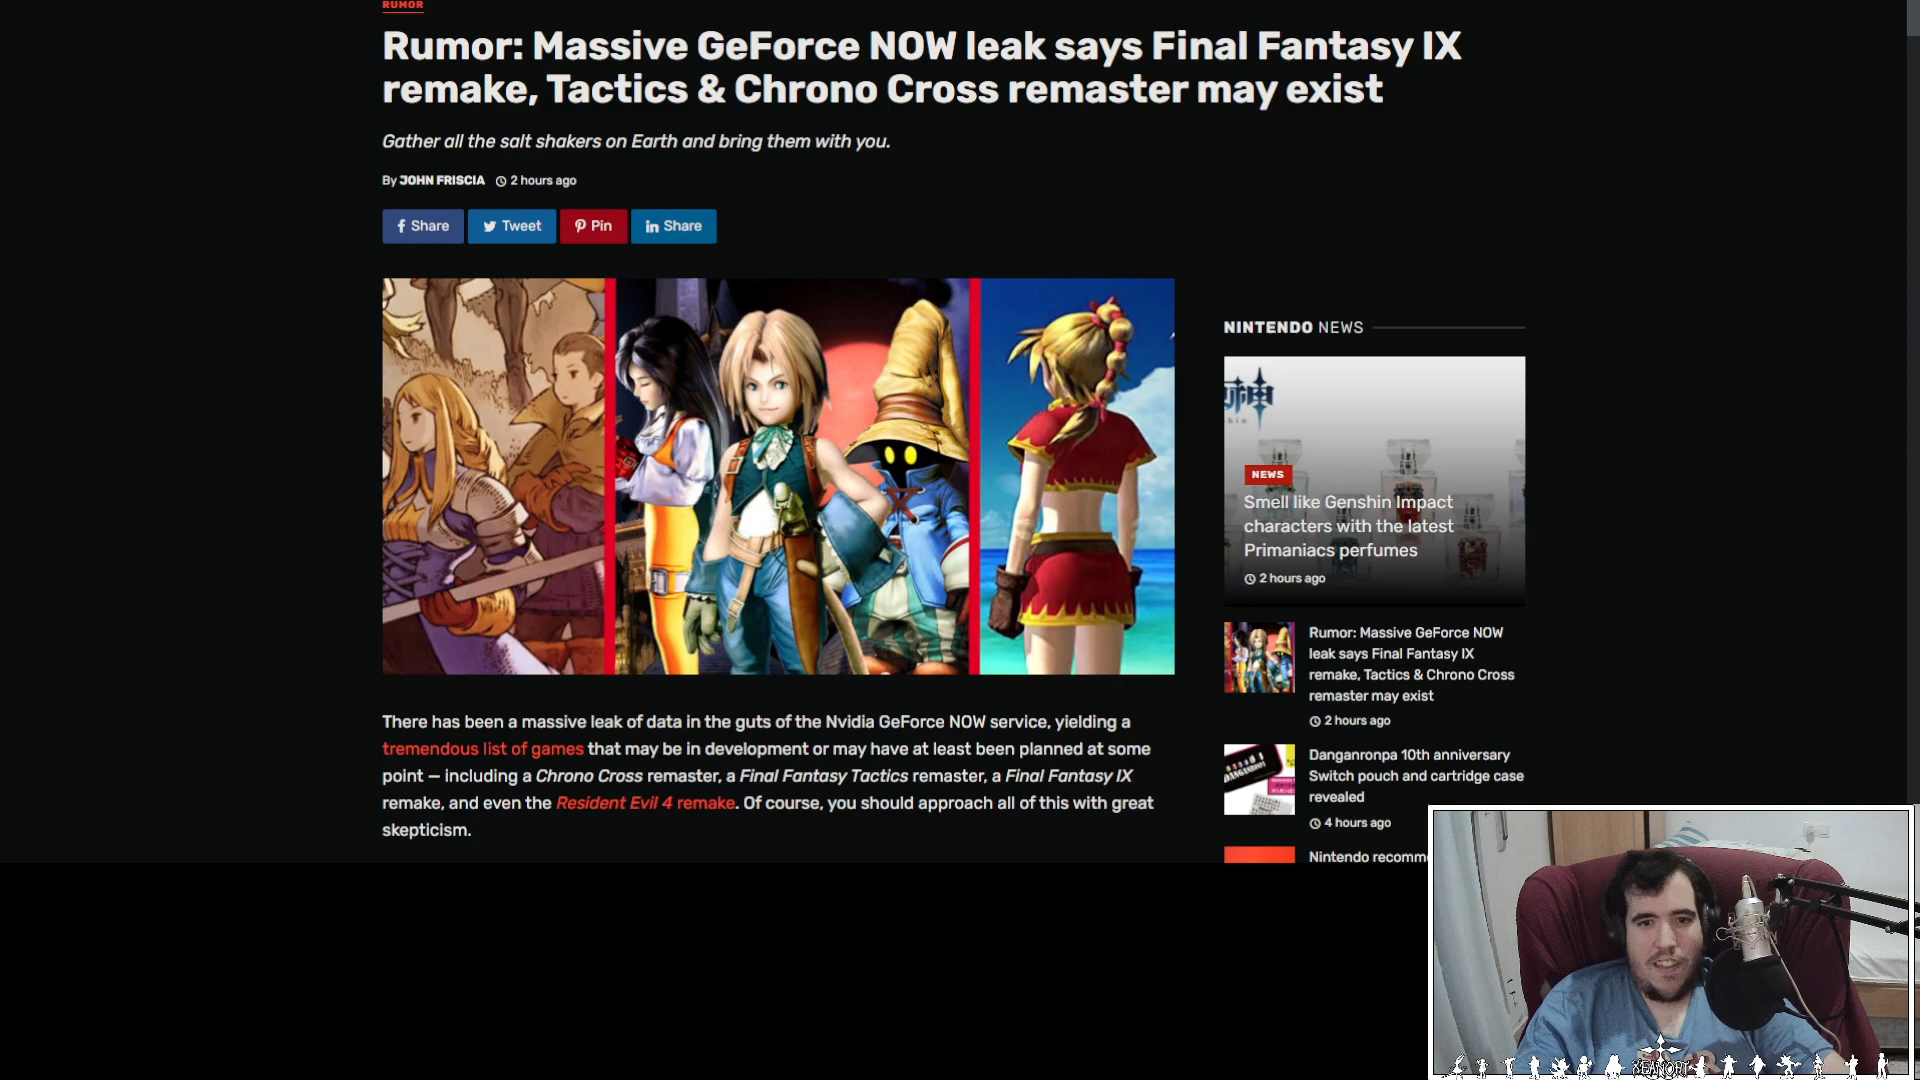 RUMOR
Rumor: Massive GeForce NOW leak says Final Fantasy IX
remake, Tactics & Chrono Cross remaster may exist
Gather all the salt shakers on Earth and bring them with you.
By JOHN FRISCIA 2 hours ago
Share Tweet Pin Share
There has been a massive leak of data in the guts of the Nvidia GeForce NOW service, yielding a
tremendous list of games that may be in development or may have at least been planned at some
point — including a Chrono Cross remaster, a Final Fantasy Tactics remaster, a Final Fantasy IX
remake, and even the Resident Evil 4 remake. Of course, you should approach all of this with great
skepticism.
NINTENDO NEWS
神
NEWS
Smell like Genshin Impact
characters with the latest
Primaniacs perfumes
2 hours ago
Rumor: Massive GeForce NOW
leak says Final Fantasy IX
remake, Tactics & Chrono Cross
remaster may exist
2 hours ago
DANGANRONPA
Danganronpa 10th anniversary
Switch pouch and cartridge case
revealed
4 hours ago
Nintendo recomm
XEANORT